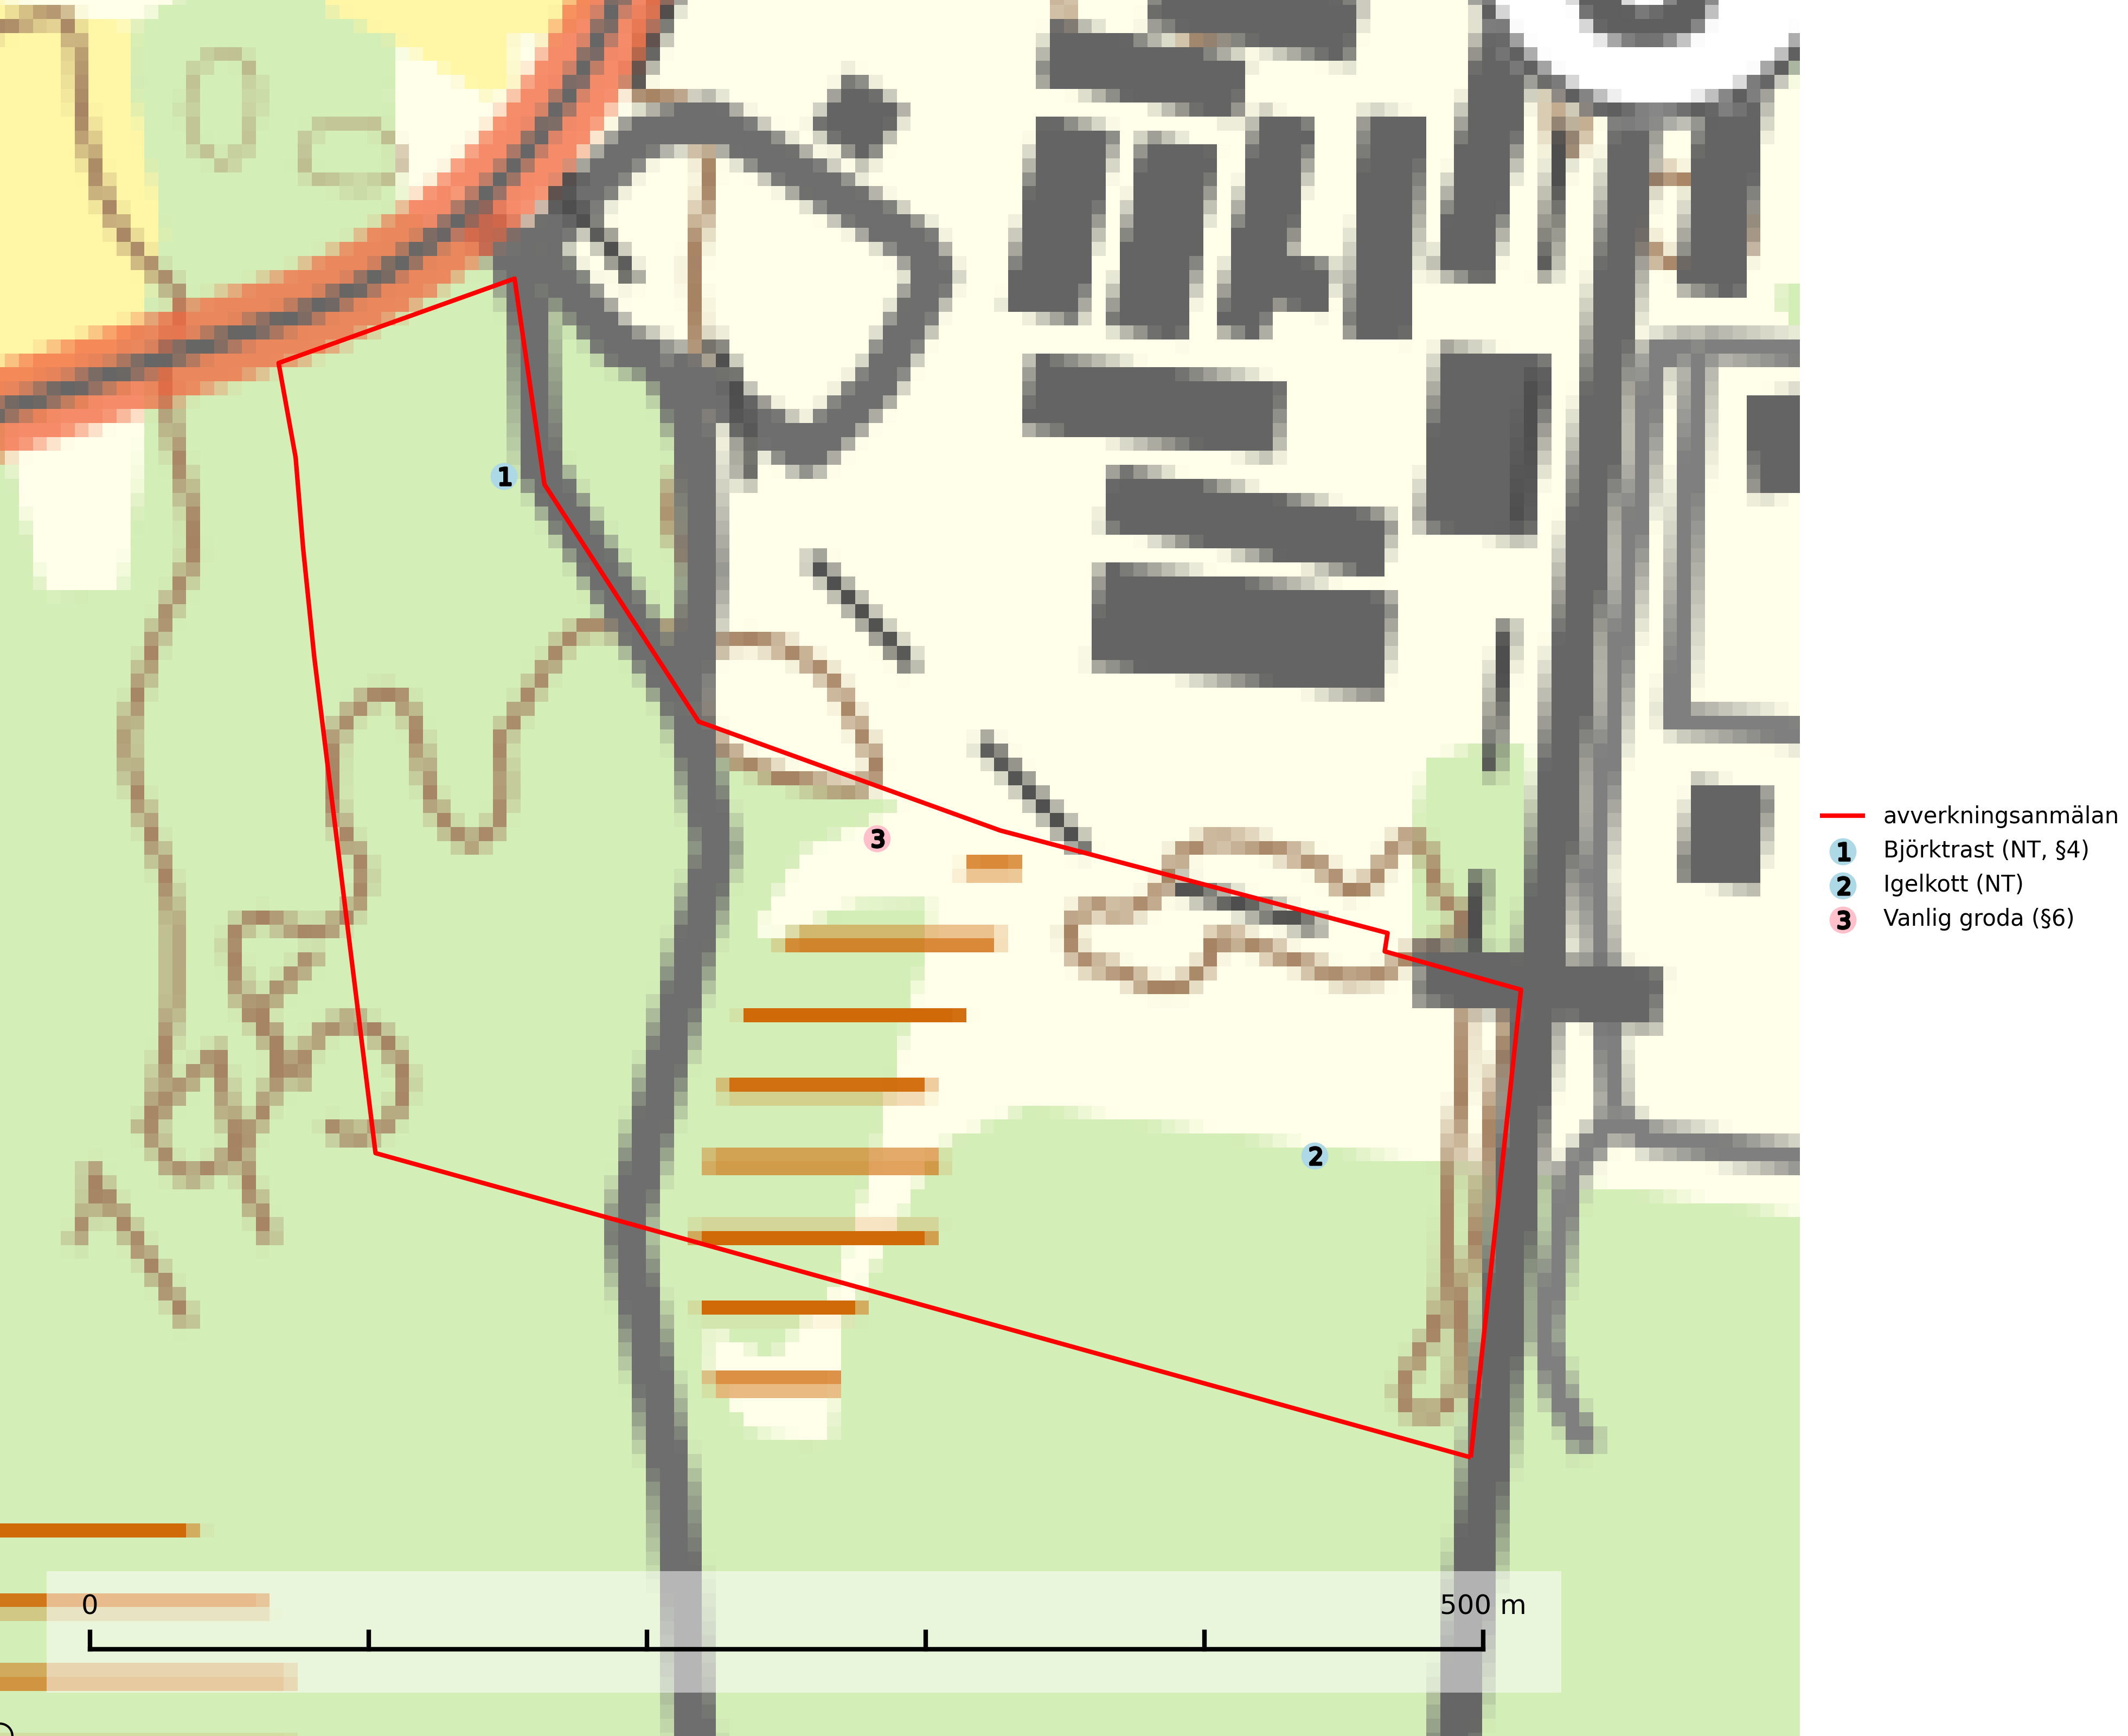 1
3
2
avverkningsanmälan
1 Björktrast (NT, §4)
2 Igelkott (NT)
3 Vanlig groda (§6)
0 500 m